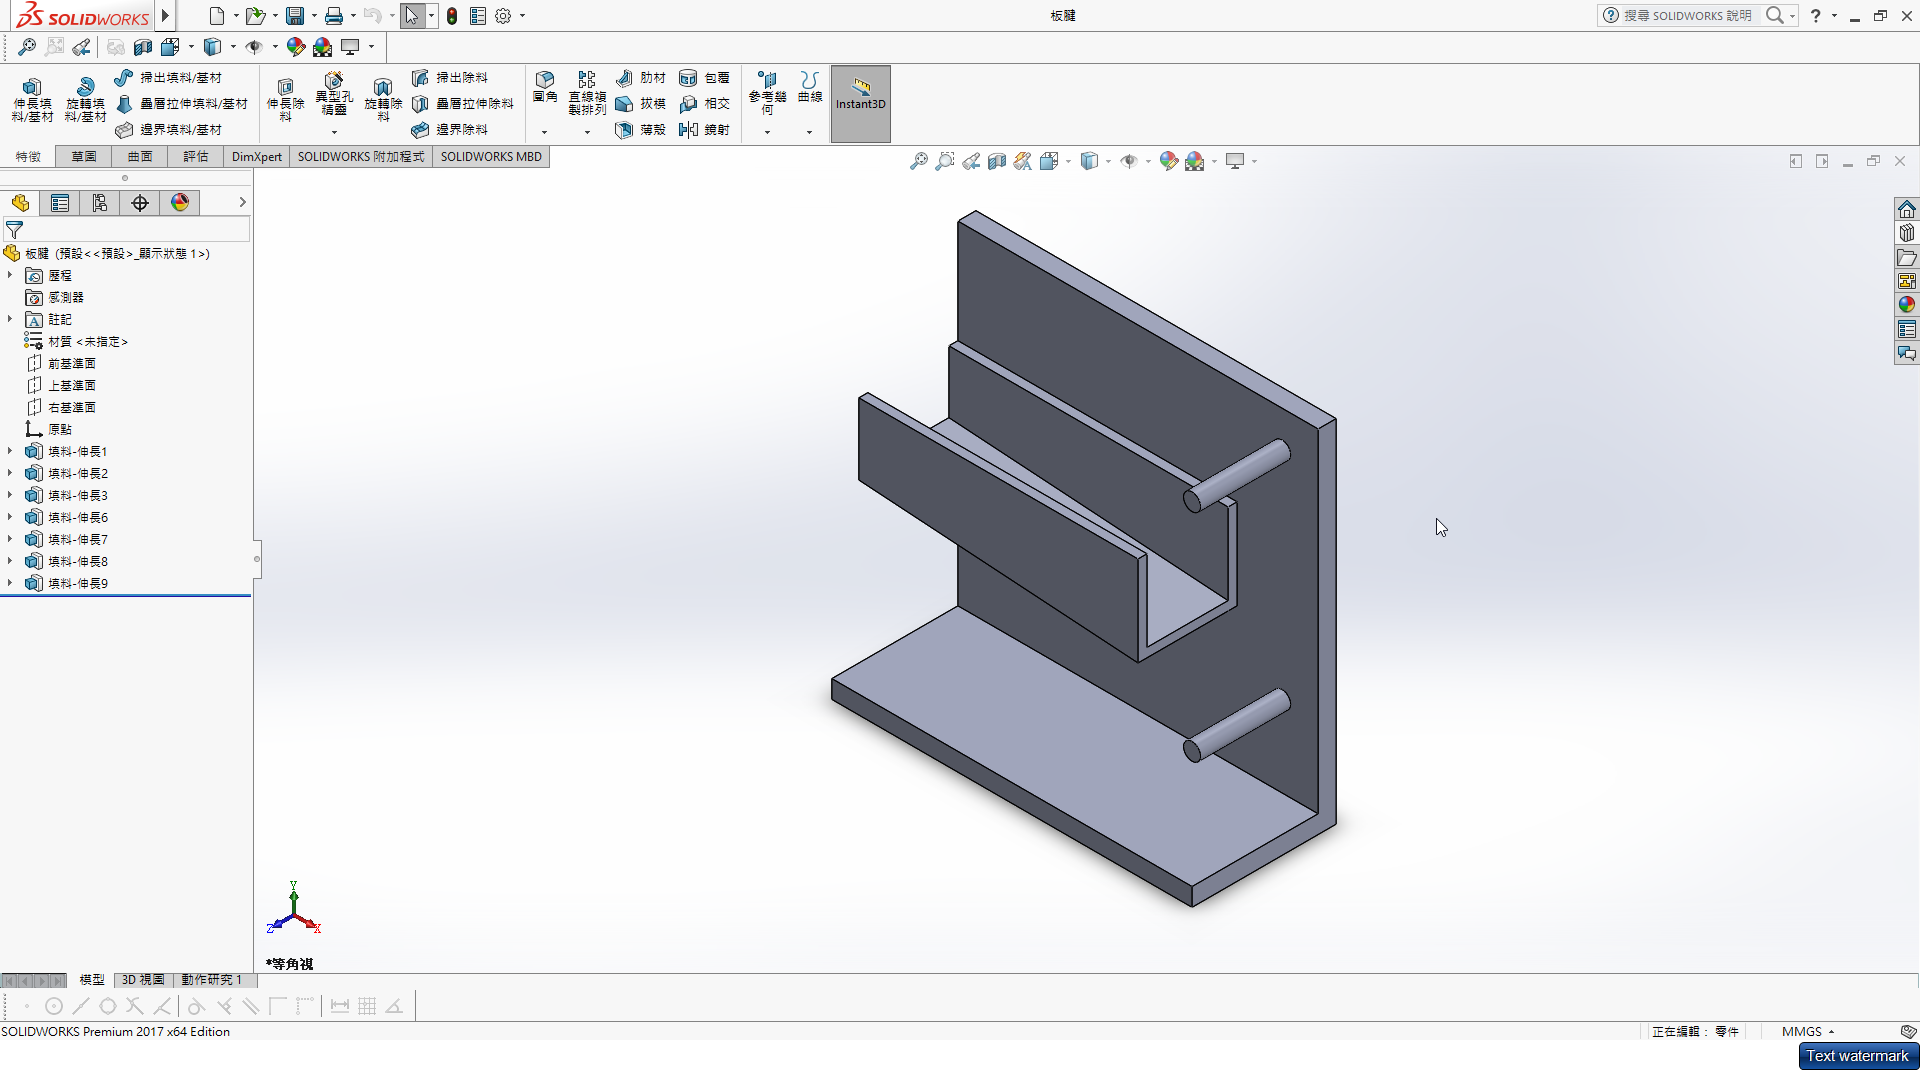 SOLIDWORKS
板腱
搜尋 SOLIDWORKS 說明
伸長填料/基材
旋轉填料/基材
掃出填料/基材
疊層拉伸填料/基材
邊界填料/基材
伸長除料
異型孔精靈
旋轉除料
掃出除料
疊層拉伸除料
邊界除料
圓角
直線複製排列
肋材
拔模
薄殼
包覆
相交
鏡射
參考幾何
曲線
Instant3D
特徵
草圖
曲面
評估
DimXpert
SOLIDWORKS 附加程式
SOLIDWORKS MBD
板腱 (預設<<預設>_顯示狀態 1>)
歷程
感測器
註記
材質 <未指定>
前基準面
上基準面
右基準面
原點
填料-伸長1
填料-伸長2
填料-伸長3
填料-伸長6
填料-伸長7
填料-伸長8
填料-伸長9
Y
Z
X
*等角視
模型
3D 視圖
動作研究 1
SOLIDWORKS Premium 2017 x64 Edition
正在編輯： 零件
MMGS
Text watermark